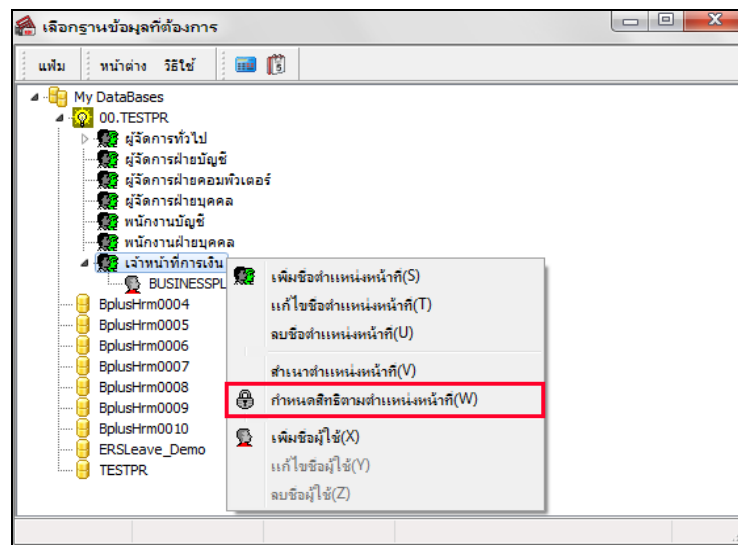 เลือกฐานข้อมูลที่ต้องการ
แฟ้ม หน้าต่าง วิธีใช้ 5
My DataBases
00.TESTPR
ผู้จัดการทั่วไป
ผู้จัดการฝ่ายบัญชี
ผู้จัดการฝ่ายคอมพิวเตอร์
ผู้จัดการฝ่ายบุคคล
พนักงานบัญชี
พนักงานฝ่ายบุคคล
เจ้าหน้าที่การเงิน
BUSINESSPL
BplusHrm0004
BplusHrm0005
BplusHrm0006
BplusHrm0007
BplusHrm0008
BplusHrm0009
BplusHrm0010
ERSLeave_Demo
TESTPR
เพิ่มชื่อตำแหน่งหน้าที่(S)
แก้ไขชื่อตำแหน่งหน้าที่(T)
ลบชื่อตำแหน่งหน้าที่(U)
สำเนาตำแหน่งหน้าที่(V)
กำหนดสิทธิตามตำแหน่งหน้าที่(W)
เพิ่มชื่อผู้ใช้(X)
แก้ไขชื่อผู้ใช้(Y)
ลบชื่อผู้ใช้(Z)